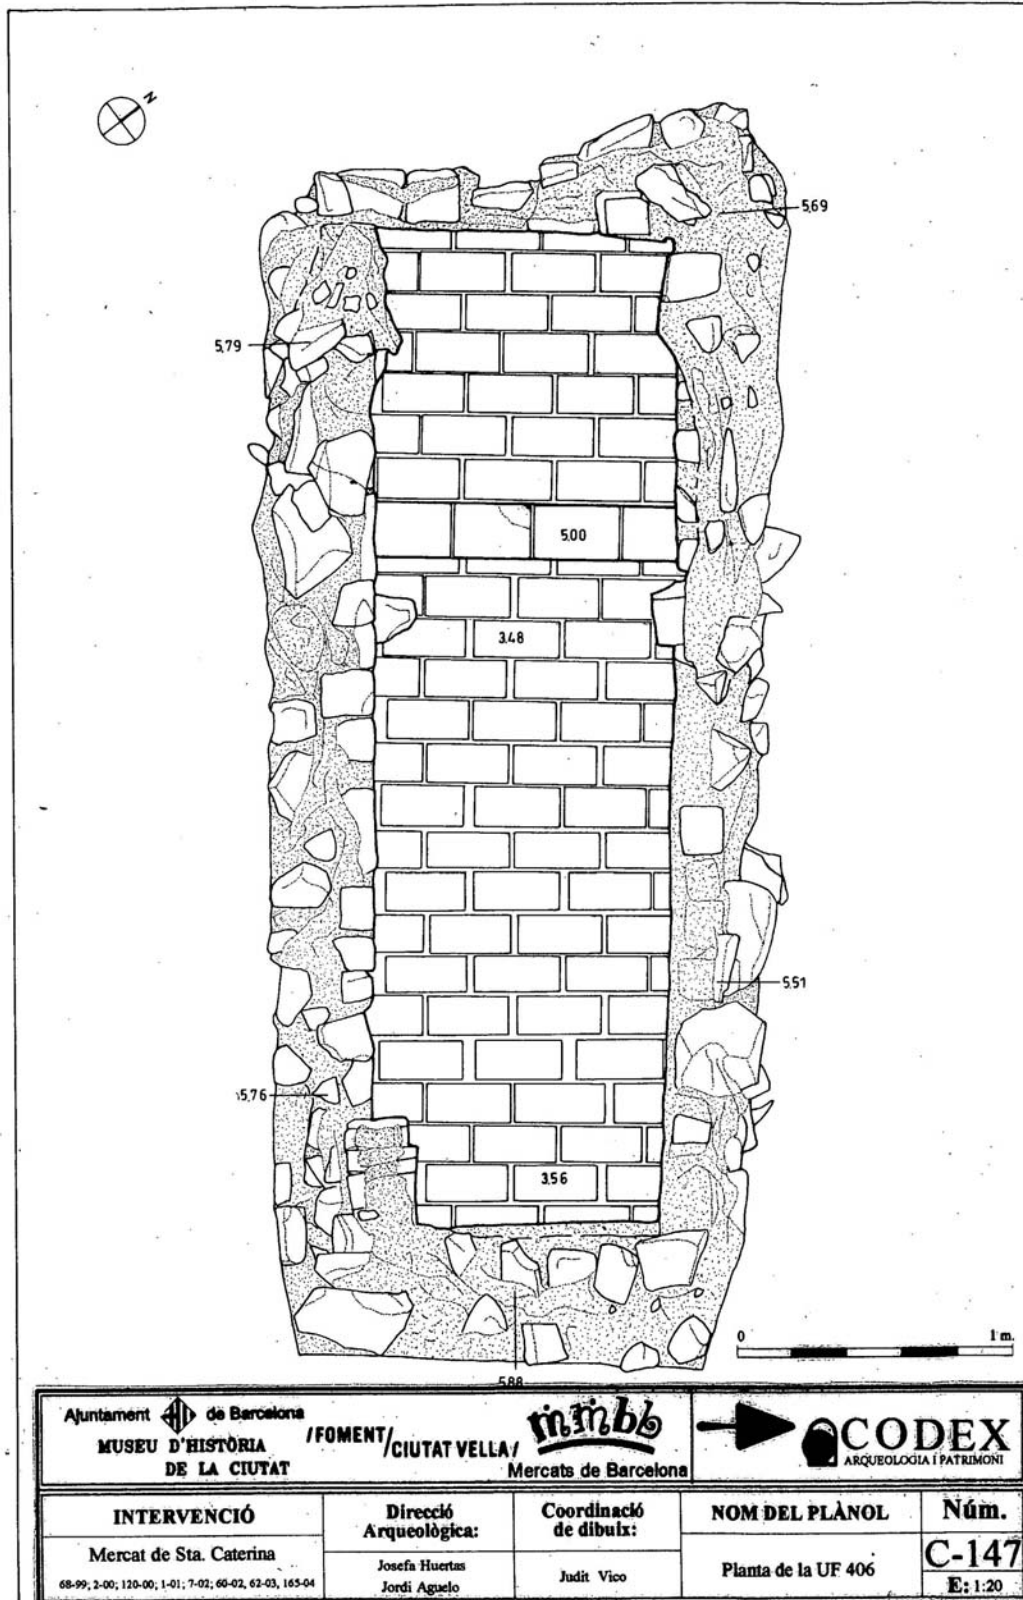 N
5,69
5,79
5,00
3,48
5,51
5,76
3,56
0 1 m.
5,88
Ajuntament de Barcelona
MUSEU D'HISTÒRIA
DE LA CIUTAT
/FOMENT/CIUTAT VELLA/
mmbb
Mercats de Barcelona
CODEX
ARQUEOLOGIA I PATRIMONI
INTERVENCIÓ
Mercat de Sta. Caterina
68-99; 2-00; 120-00; 1-01; 7-02; 60-02, 62-03, 165-04
Direcció
Arqueològica:
Josefa Huertas
Jordi Aguelo
Coordinació
de dibuix:
Judit Vico
NOM DEL PLÀNOL
Planta de la UF 406
Núm.
C-147
E: 1:20